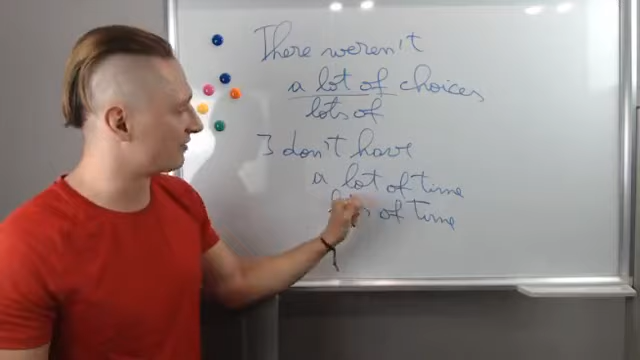 There weren't
a lot of choices
lots of
I don't have
a lot of time
of time